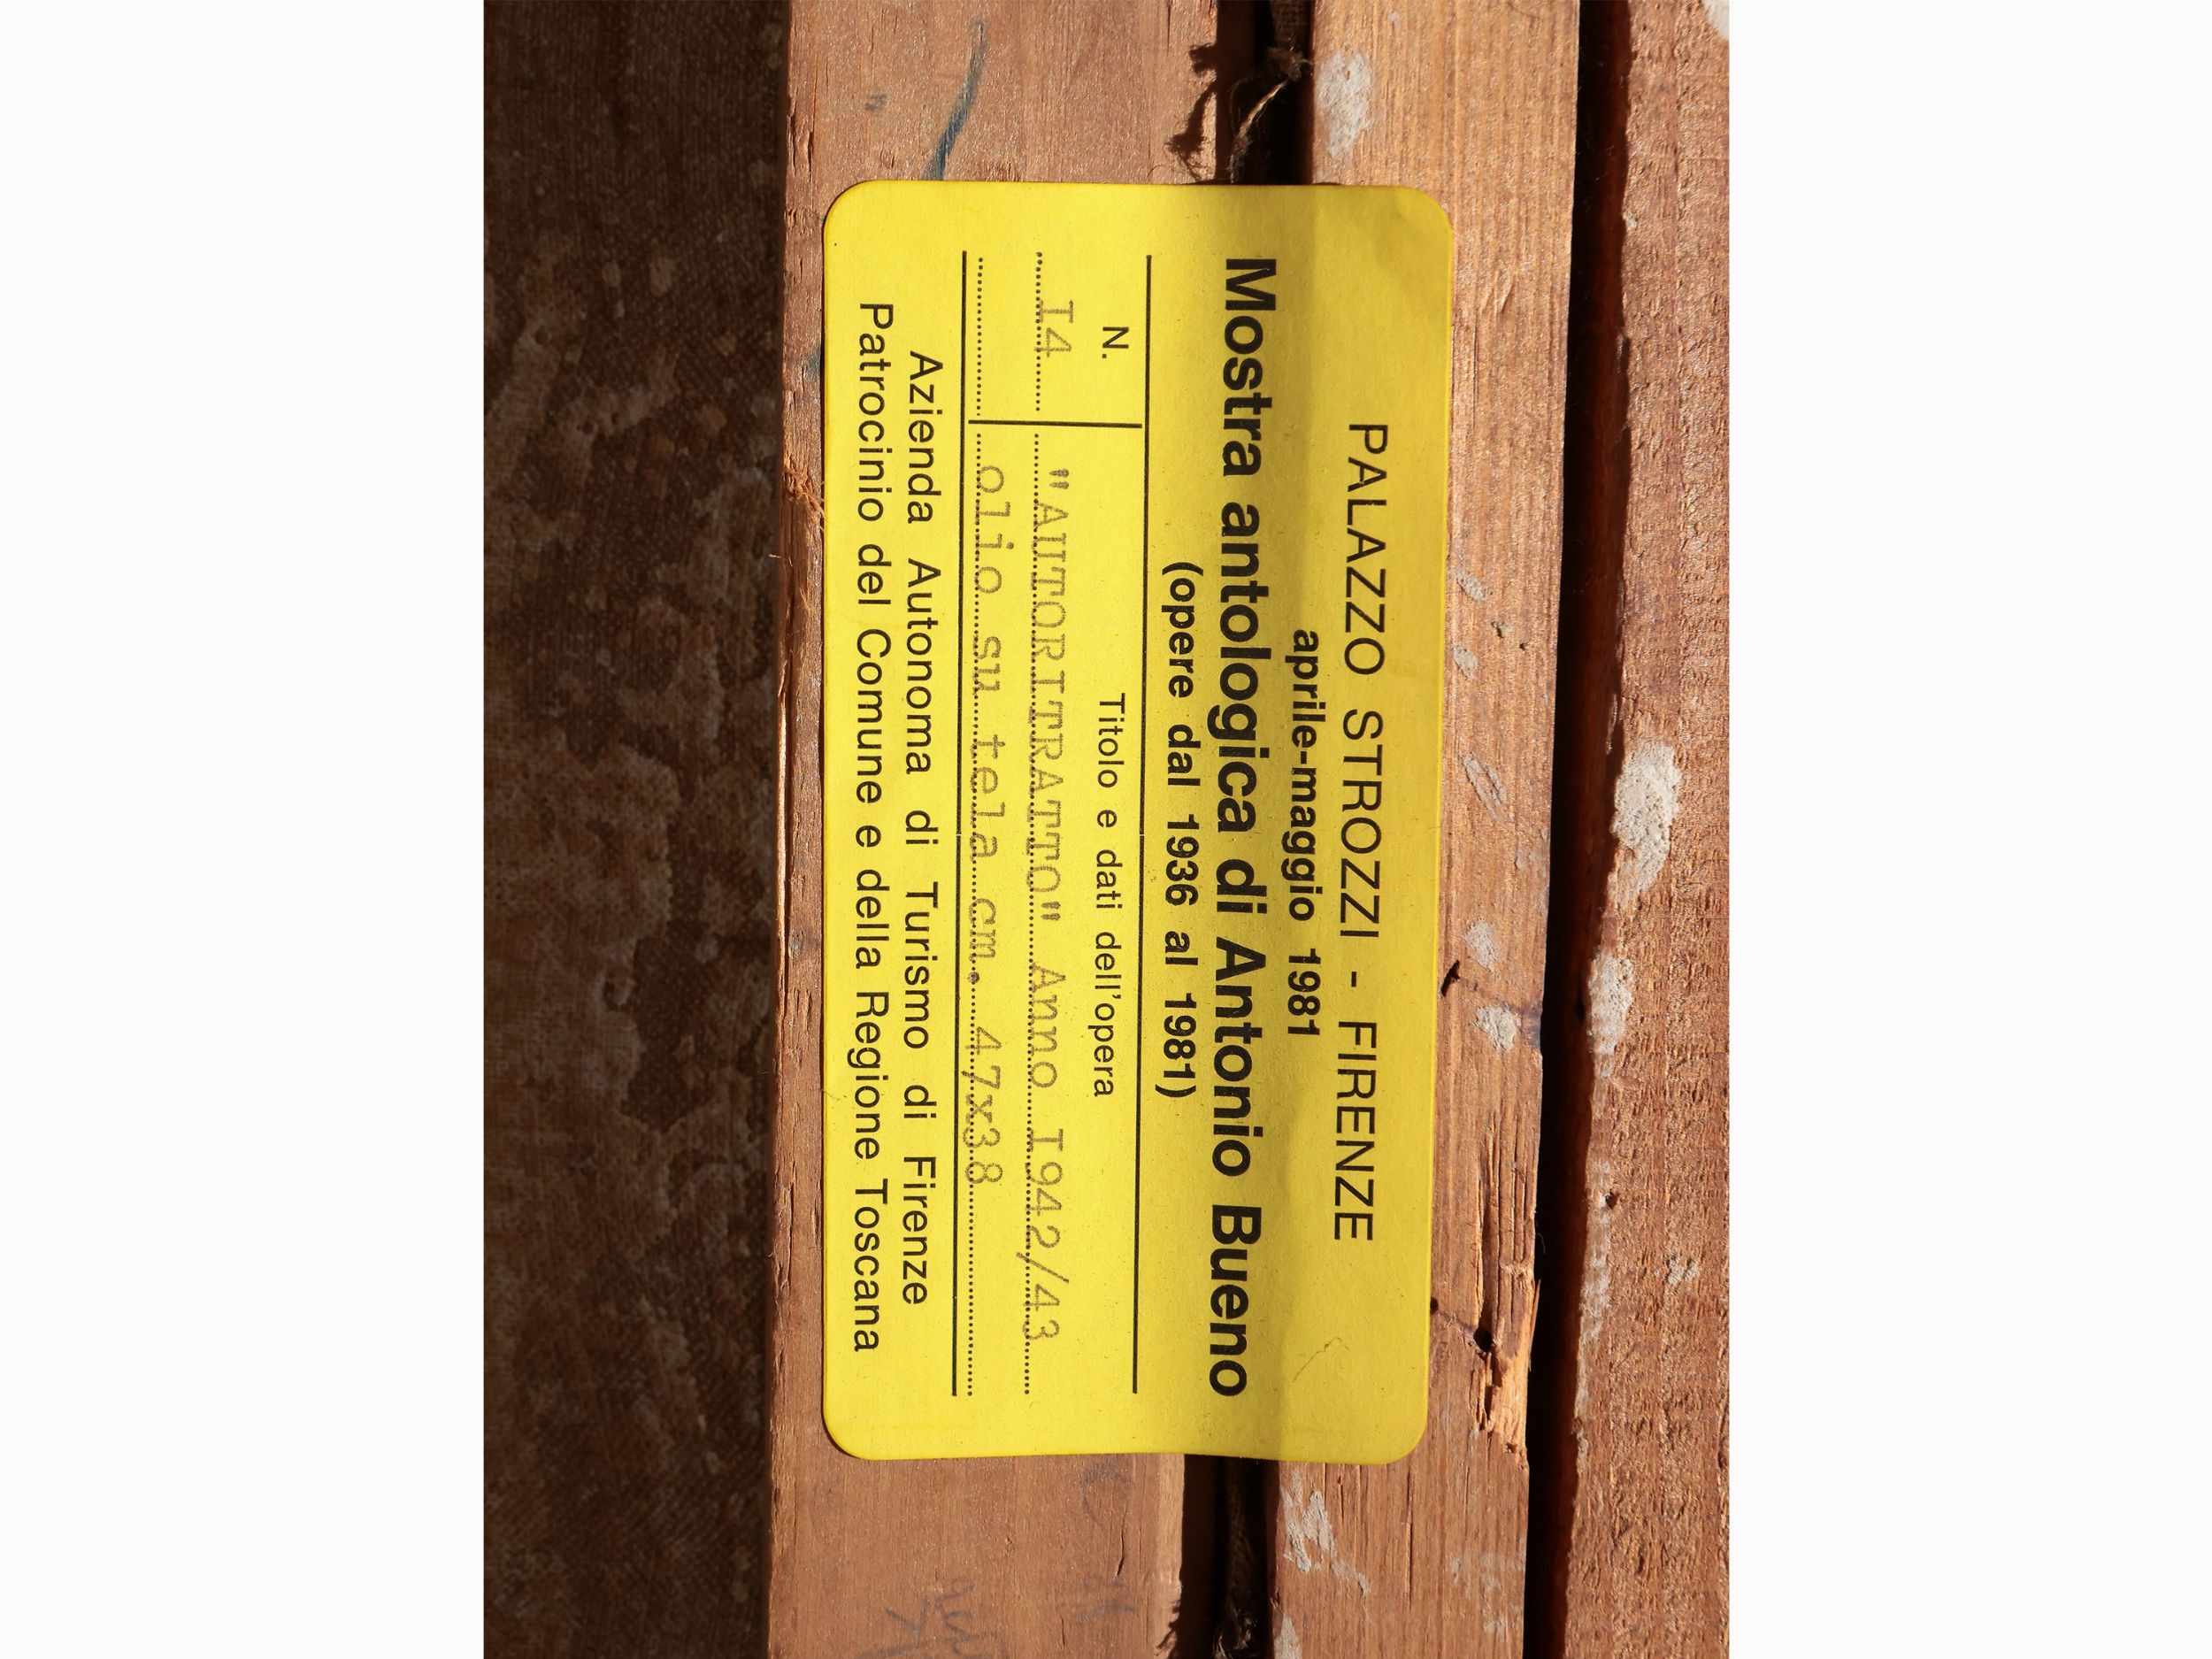 PALAZZO STROZZI - FIRENZE
aprile-maggio 1981
Mostra antologica di Antonio Bueno
(opere dal 1936 al 1981)
N.
Titolo e dati dell'opera
I4
"AUTORITRATTO" Anno I942/43
olio su tela cm. 47x38
Azienda Autonoma di Turismo di Firenze
Patrocinio del Comune e della Regione Toscana